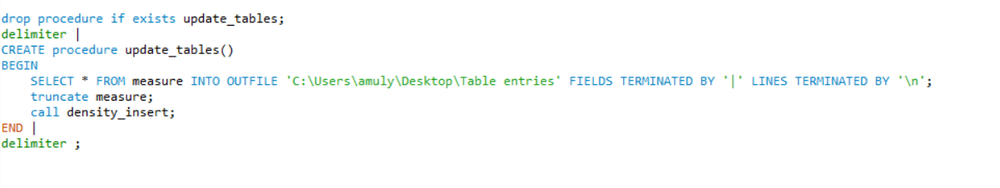 drop procedure if exists update_tables;
delimiter |
CREATE procedure update_tables()
BEGIN
    SELECT * FROM measure INTO OUTFILE 'C:\Users\amuly\Desktop\Table entries' FIELDS TERMINATED BY '|' LINES TERMINATED BY '\n';
    truncate measure;
    call density_insert;
END |
delimiter ;